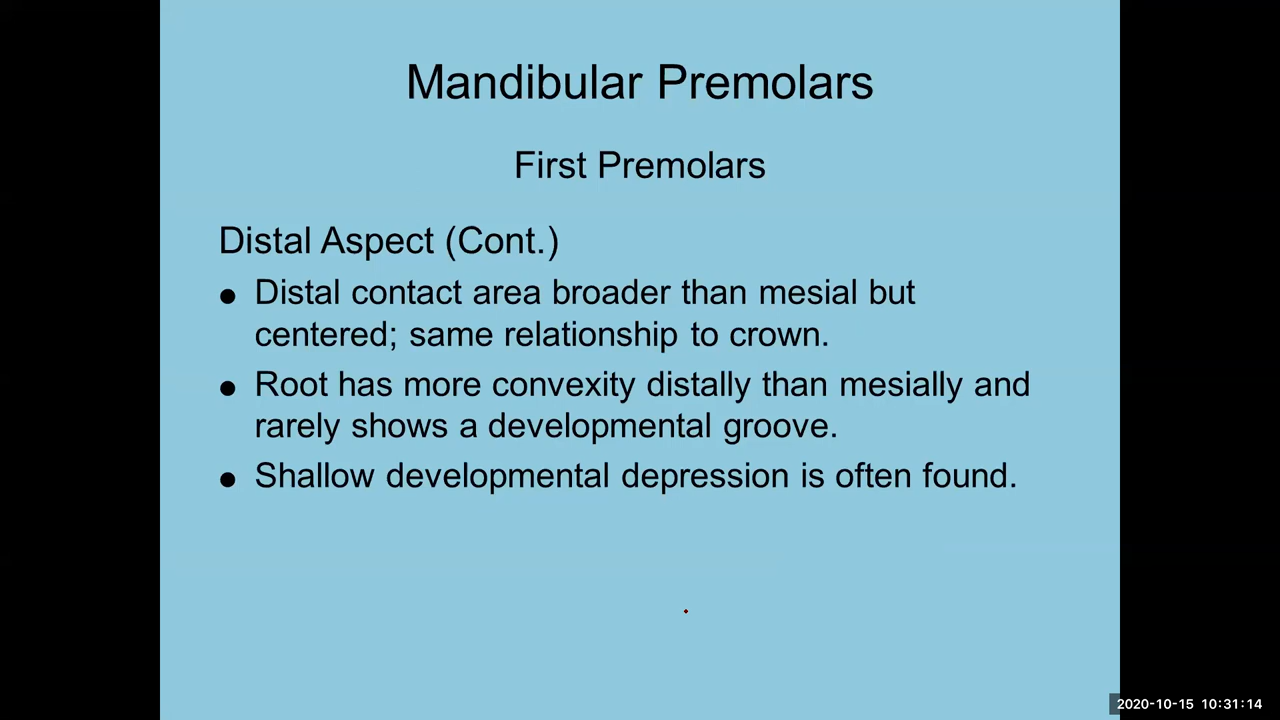 Mandibular Premolars
First Premolars
Distal Aspect (Cont.)
● Distal contact area broader than mesial but
centered; same relationship to crown.
● Root has more convexity distally than mesially and
rarely shows a developmental groove.
● Shallow developmental depression is often found.
2020-10-15 10:31:14